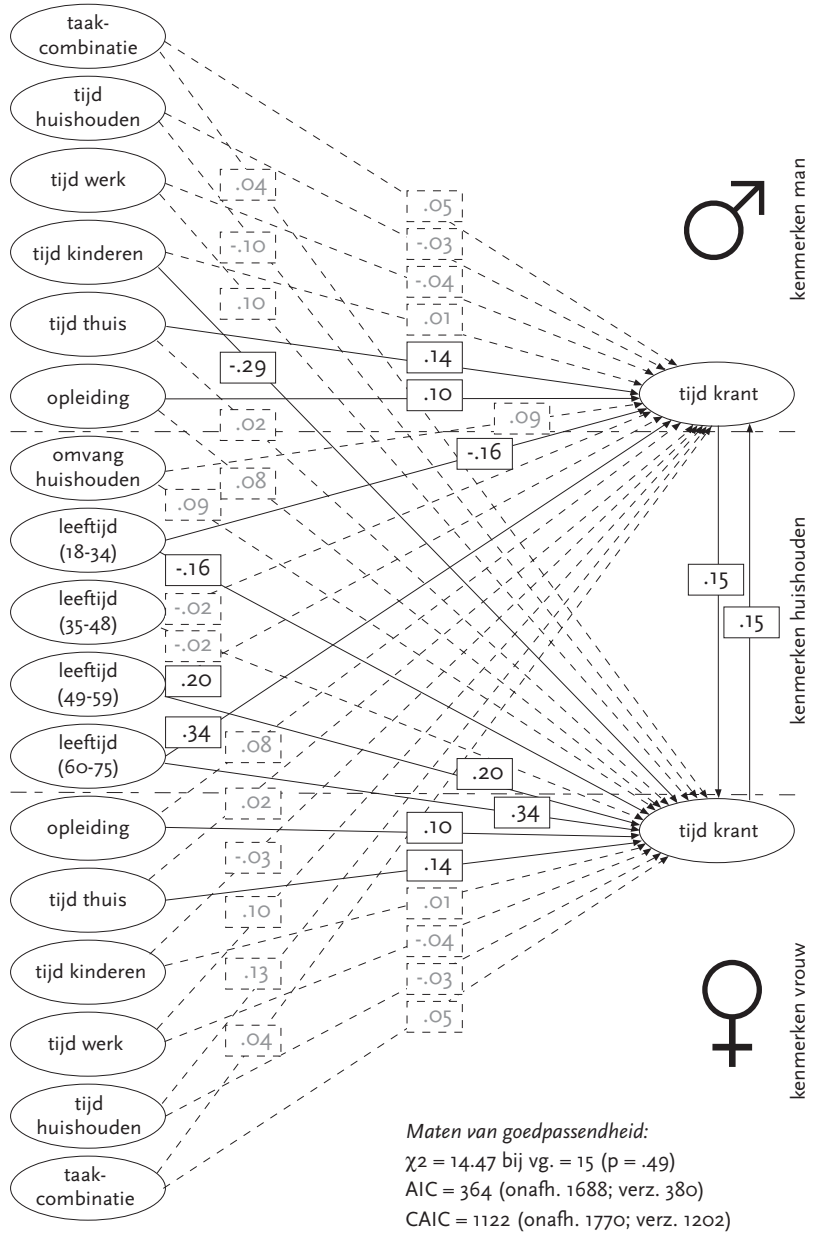 taak-
combinatie
tijd
huishouden
tijd werk
tijd kinderen
tijd thuis
opleiding
omvang
huishouden
leeftijd
(18-34)
leeftijd
(35-48)
leeftijd
(49-59)
leeftijd
(60-75)
opleiding
tijd thuis
tijd kinderen
tijd werk
tijd
huishouden
taak-
combinatie
.04
-.10
.10
-.29
.02
.08
.09
-.16
-.02
-.02
.20
.34
.08
.02
-.03
.10
.13
.04
.05
-.03
-.04
.01
.14
.10
.09
-.16
.20
.34
.10
.14
.01
-.04
-.03
.05
tijd krant
.15
.15
tijd krant
kenmerken man
kenmerken huishouden
kenmerken vrouw
Maten van goedpassendheid:
χ2 = 14.47 bij vg. = 15 (p = .49)
AIC = 364 (onafh. 1688; verz. 380)
CAIC = 1122 (onafh. 1770; verz. 1202)